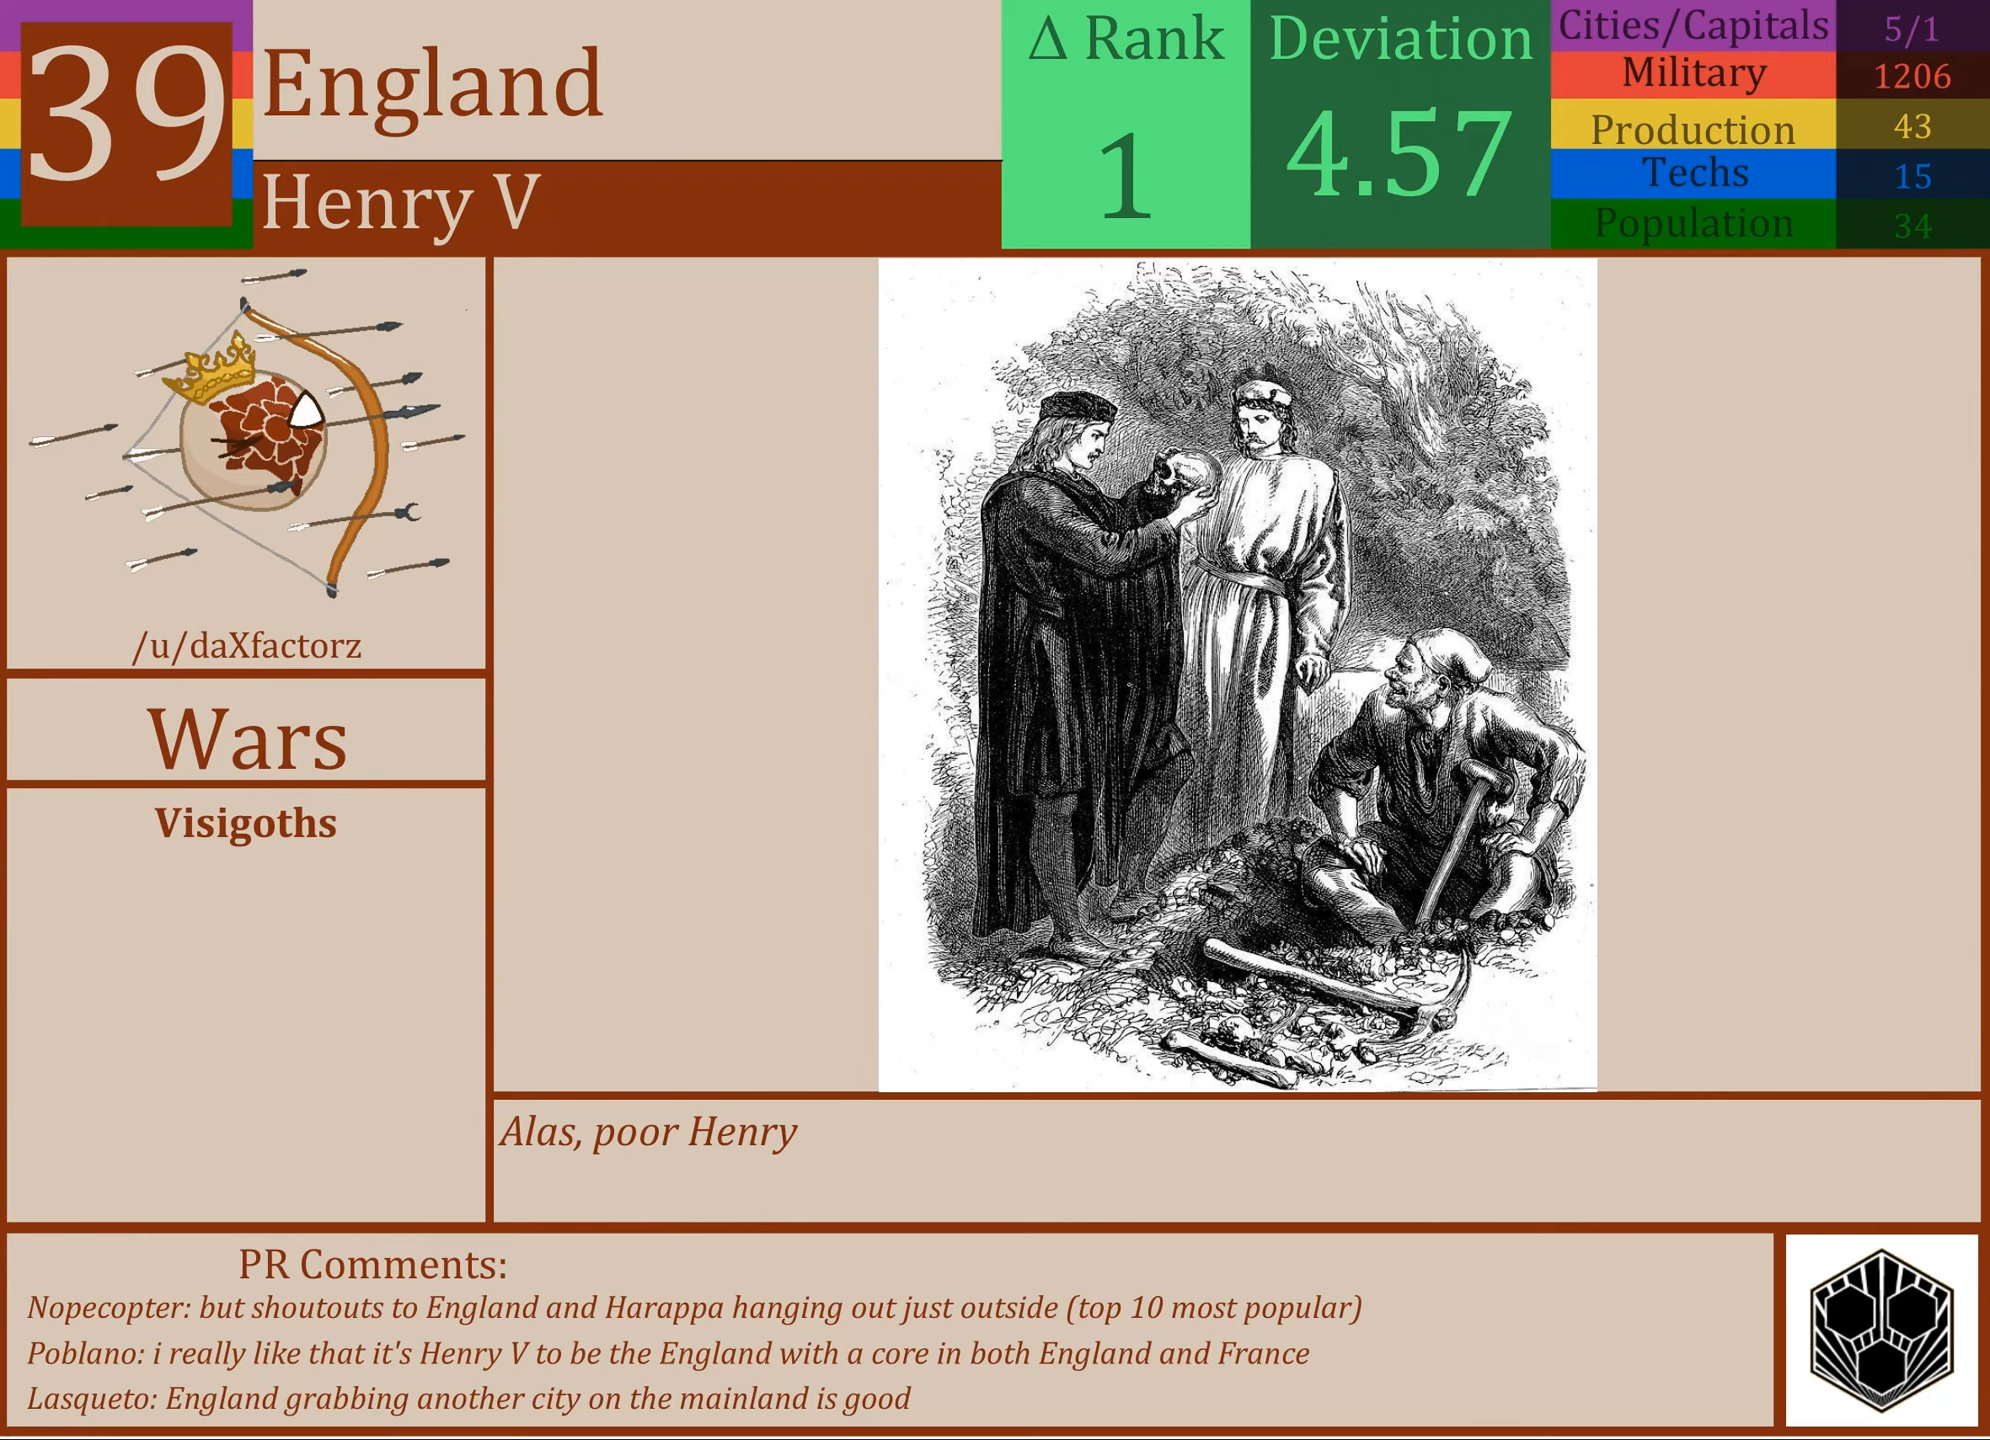 39
England
Henry V
Δ Rank
1
Deviation
4.57
Cities/Capitals 5/1
Military 1206
Production 43
Techs 15
Population 34
/u/daXfactorz
Wars
Visigoths
Alas, poor Henry
PR Comments:
Nopecopter: but shoutouts to England and Harappa hanging out just outside (top 10 most popular)
Poblano: i really like that it's Henry V to be the England with a core in both England and France
Lasqueto: England grabbing another city on the mainland is good